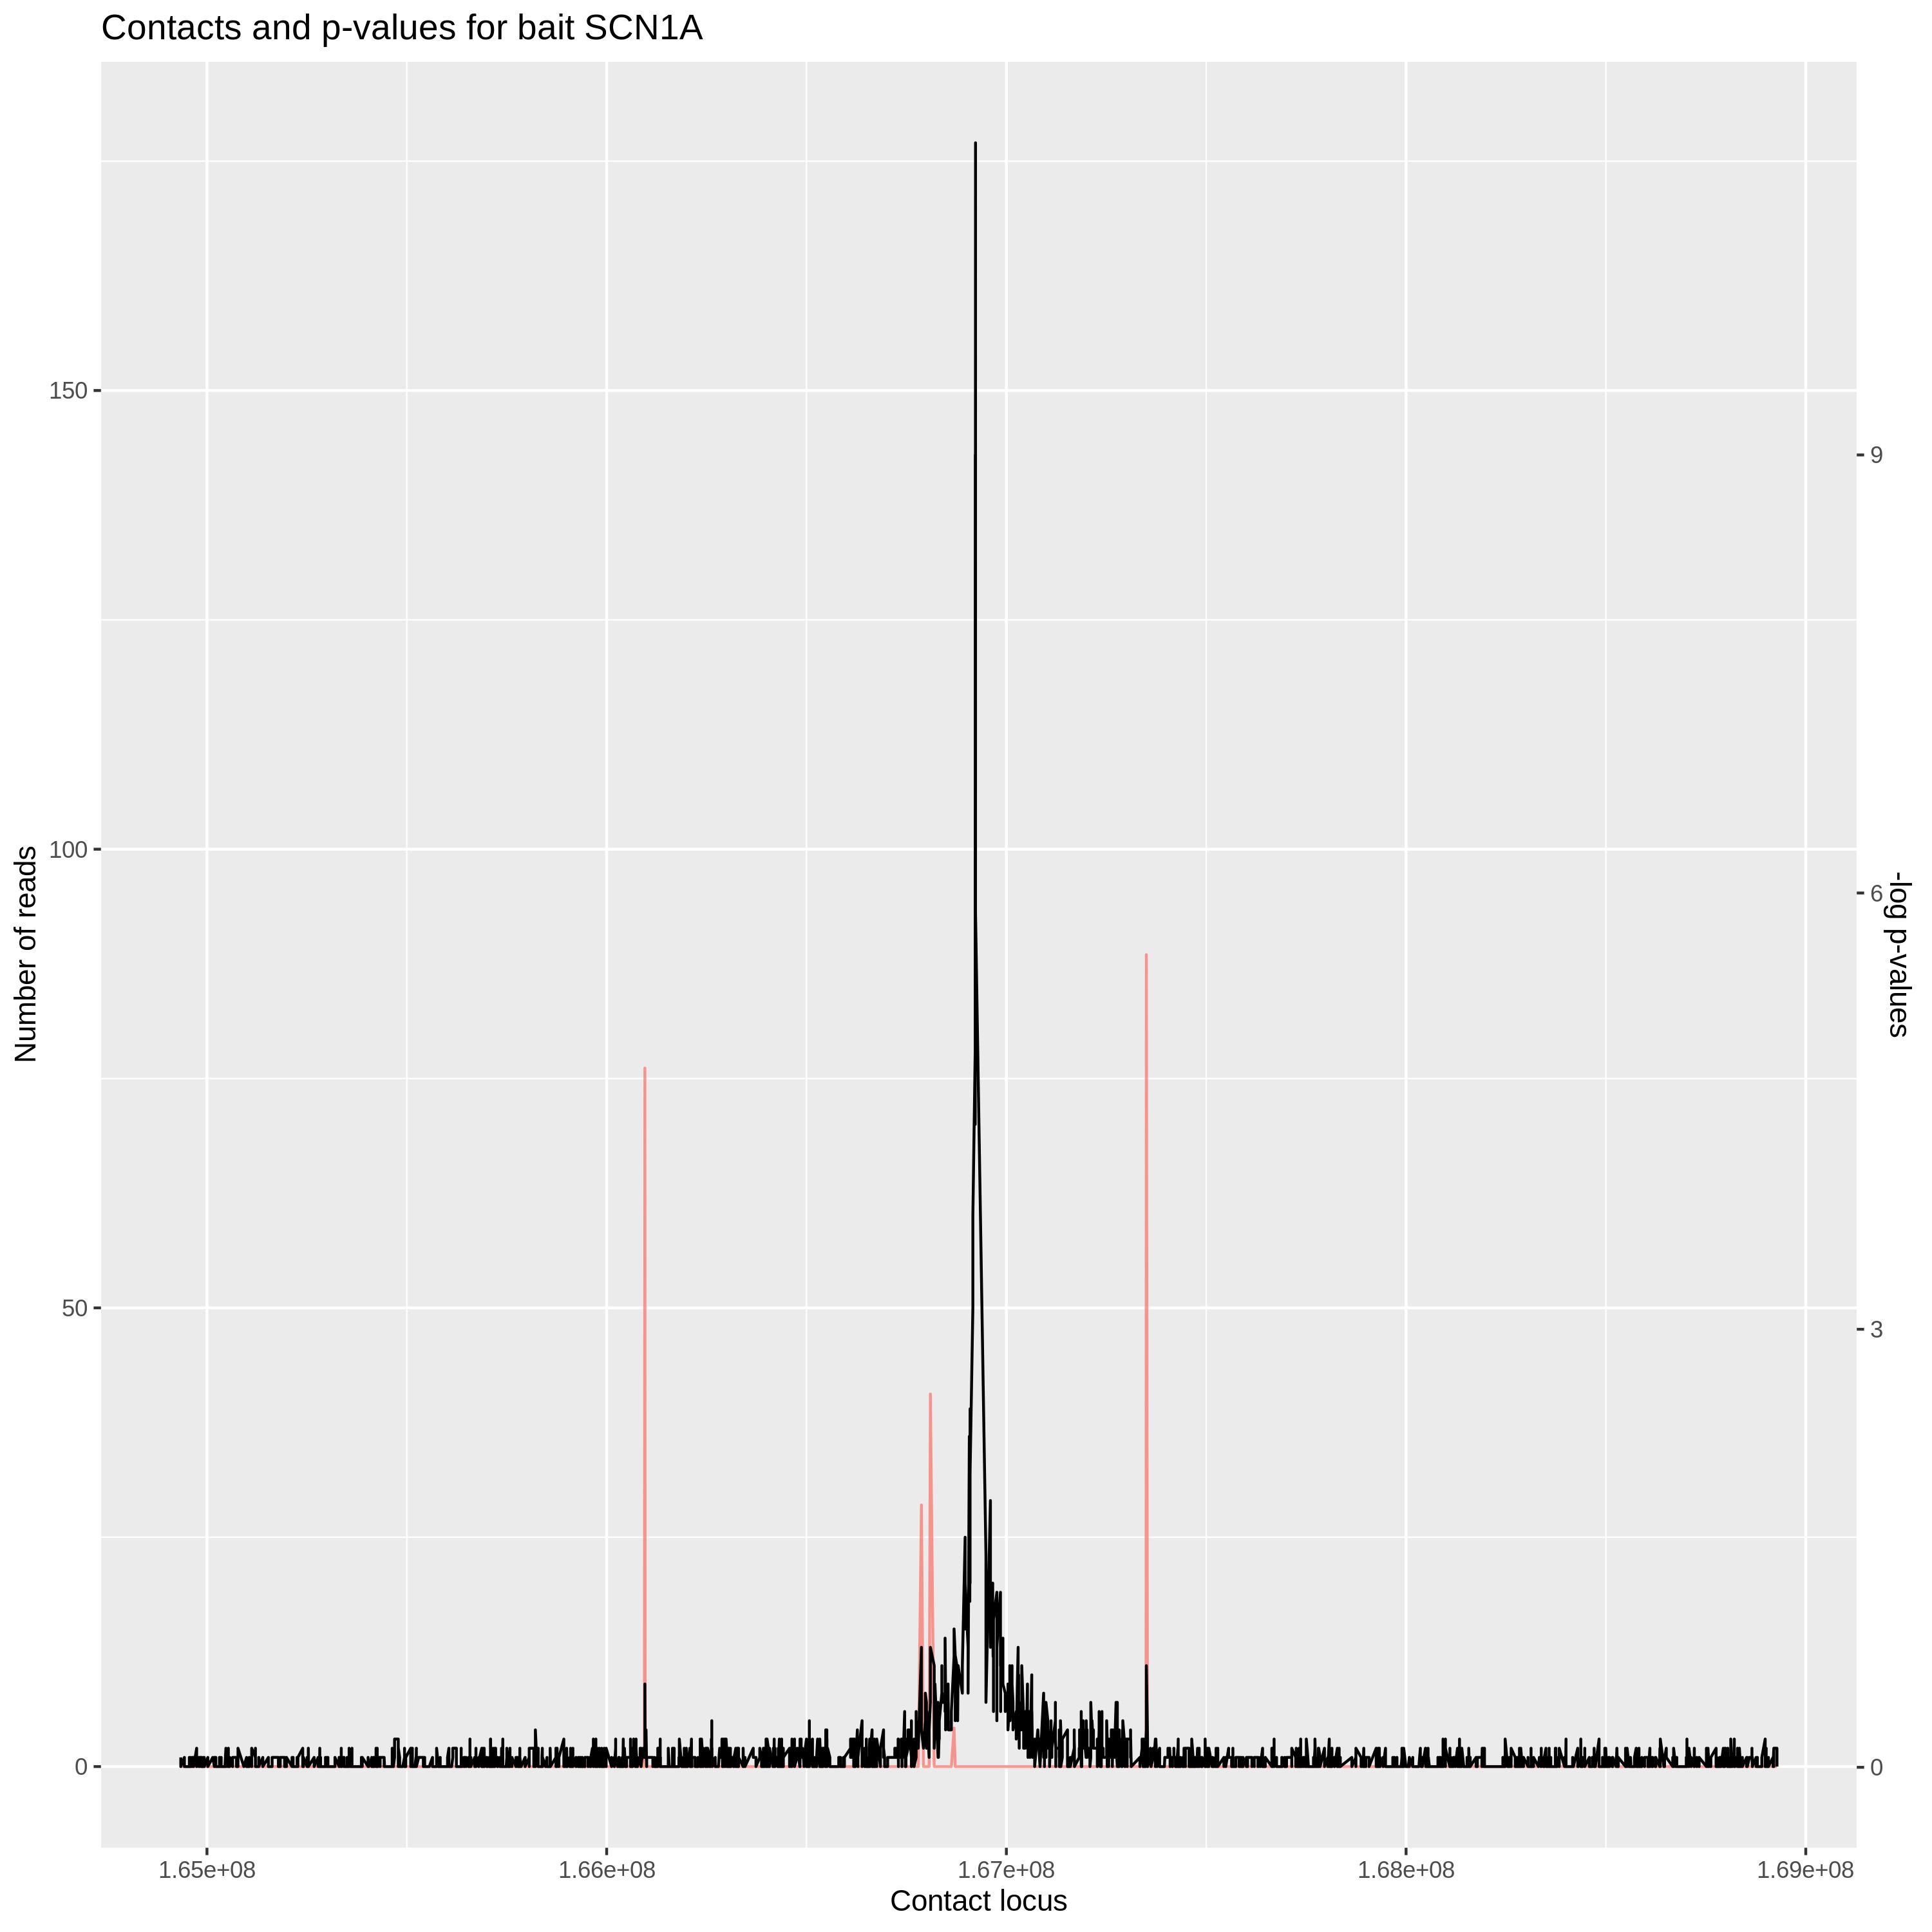 Contacts and p-values for bait SCN1A
150
100
50
0
Number of reads
9
6
3
0
-log p-values
1.65e+08 1.66e+08 1.67e+08 1.68e+08 1.69e+08
Contact locus